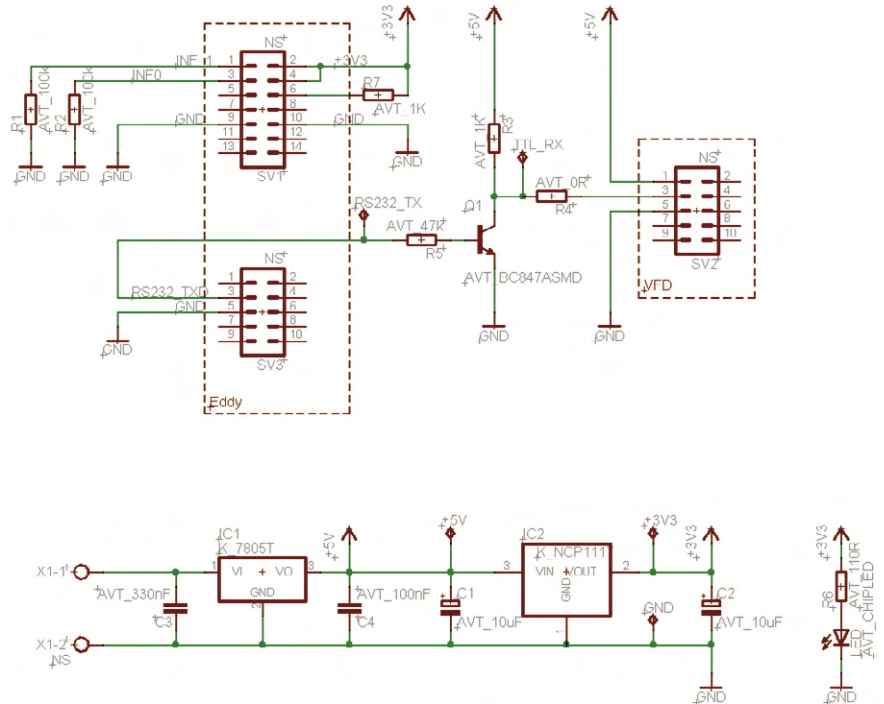 +3V3
+5V
+5V
INF_1
INF0
NS
+3V3
1 2
3 4
5 6
7 8
9 10
11 12
13 14
SV1
R7
AVT_1K
R1
AVT_100k
R2
AVT_100k
GND
GND
GND
GND
GND
GND
AVT_1K
R3
TTL_RX
AVT_0R
R4
NS
1 2
3 4
5 6
7 8
9 10
SV2
VFD
RS232_TX
AVT_47k
R5
Q1
AVT_BC847ASMD
GND
GND
RS232_TXD
GND
GND
NS
1 2
3 4
5 6
7 8
9 10
SV3
Eddy
X1-1
X1-2
NS
AVT_330nF
C3
IC1
K_7805T
1 VI VO 3
GND
2
+5V
AVT_100nF
C4
+5V
C1
AVT_10uF
IC2
K_NCP111
3 VIN VOUT 2
GND
1
+3V3
GND
+3V3
C2
AVT_10uF
GND
+3V3
R6
AVT_110R
LED
AVT_CHIPLED
GND